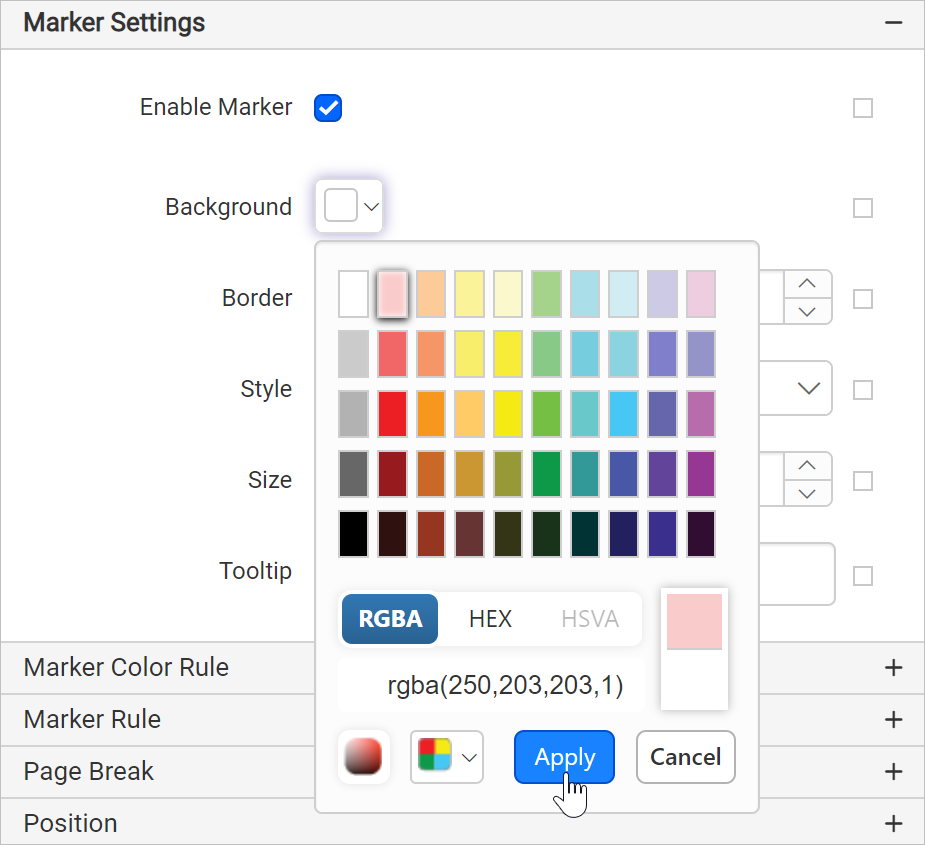 Marker Settings
Enable Marker
Background
Border
Style
Size
Tooltip
RGBA HEX HSVA
rgba(250,203,203,1)
Apply Cancel
Marker Color Rule
Marker Rule
Page Break
Position